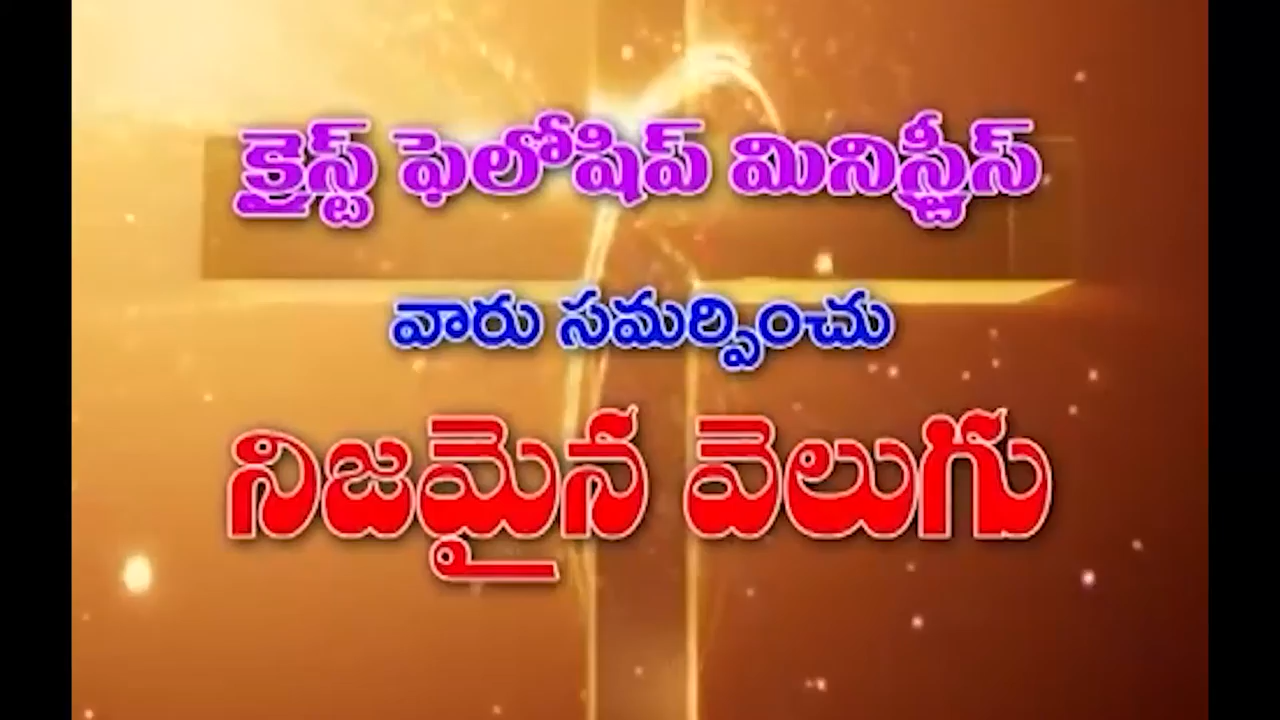 క్రైస్ట్ ఫెలోషిప్ మినిస్ట్రీస్
వారు సమర్పించు
నిజమైన వెలుగు